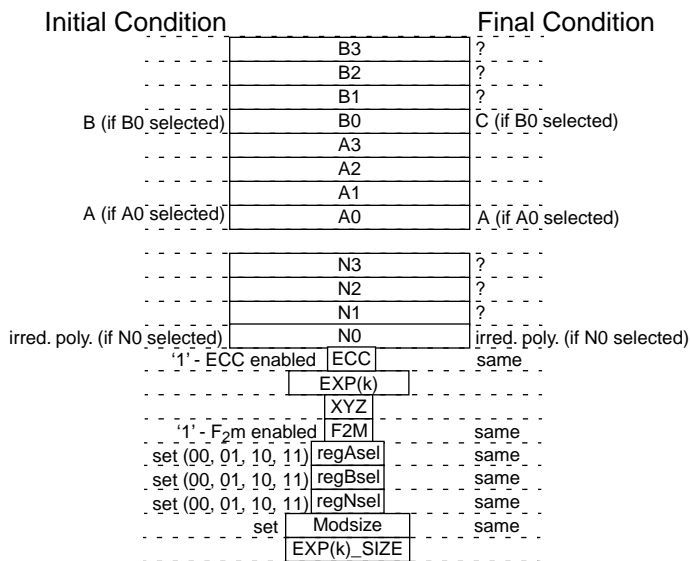 Initial Condition Final Condition
B3 ?
B2 ?
B1 ?
B (if B0 selected) B0 C (if B0 selected)
A3
A2
A1
A (if A0 selected) A0 A (if A0 selected)
N3 ?
N2 ?
N1 ?
irred. poly. (if N0 selected) N0 irred. poly. (if N0 selected)
‘1’ - ECC enabled ECC same
EXP(k)
XYZ
‘1’ - F2m enabled F2M same
set (00, 01, 10, 11) regAsel same
set (00, 01, 10, 11) regBsel same
set (00, 01, 10, 11) regNsel same
set Modsize same
EXP(k)_SIZE